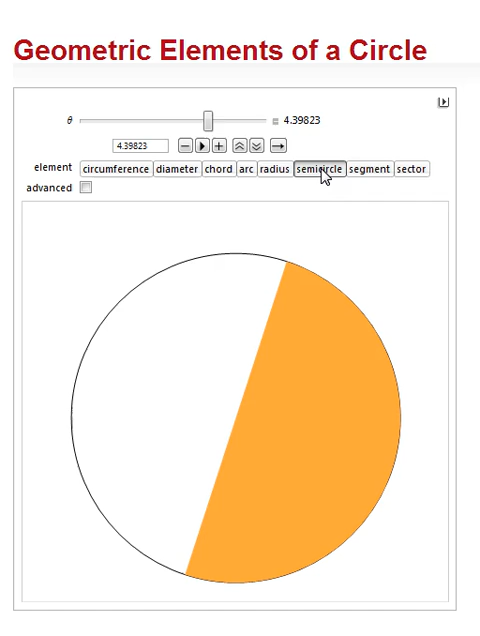 Geometric Elements of a Circle
θ 4.39823
4.39823
element circumference diameter chord arc radius semicircle segment sector
advanced